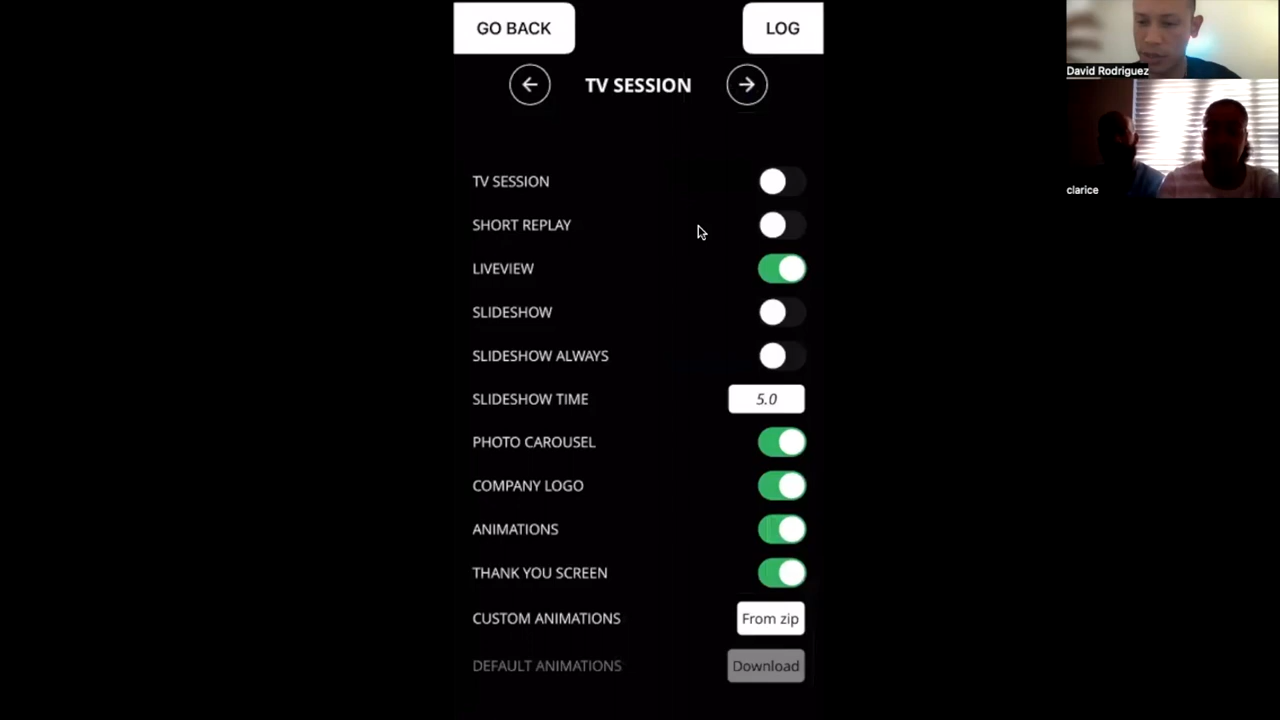 GO BACK
LOG
TV SESSION
TV SESSION
SHORT REPLAY
LIVEVIEW
SLIDESHOW
SLIDESHOW ALWAYS
SLIDESHOW TIME 5.0
PHOTO CAROUSEL
COMPANY LOGO
ANIMATIONS
THANK YOU SCREEN
CUSTOM ANIMATIONS From zip
DEFAULT ANIMATIONS Download
David Rodriguez
clarice